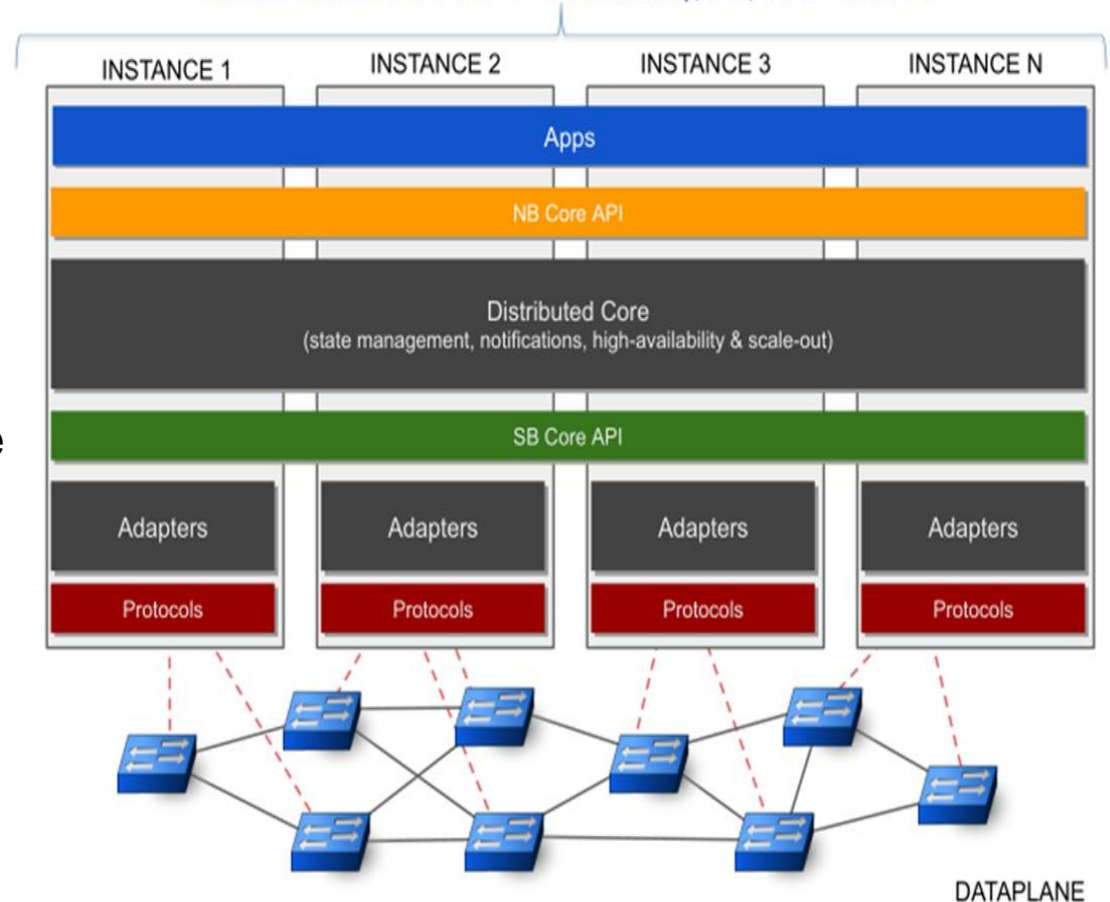 INSTANCE 1
INSTANCE 2
INSTANCE 3
INSTANCE N
Apps
NB Core API
Distributed Core
(state management, notifications, high-availability & scale-out)
SB Core API
Adapters
Adapters
Adapters
Adapters
Protocols
Protocols
Protocols
Protocols
DATAPLANE